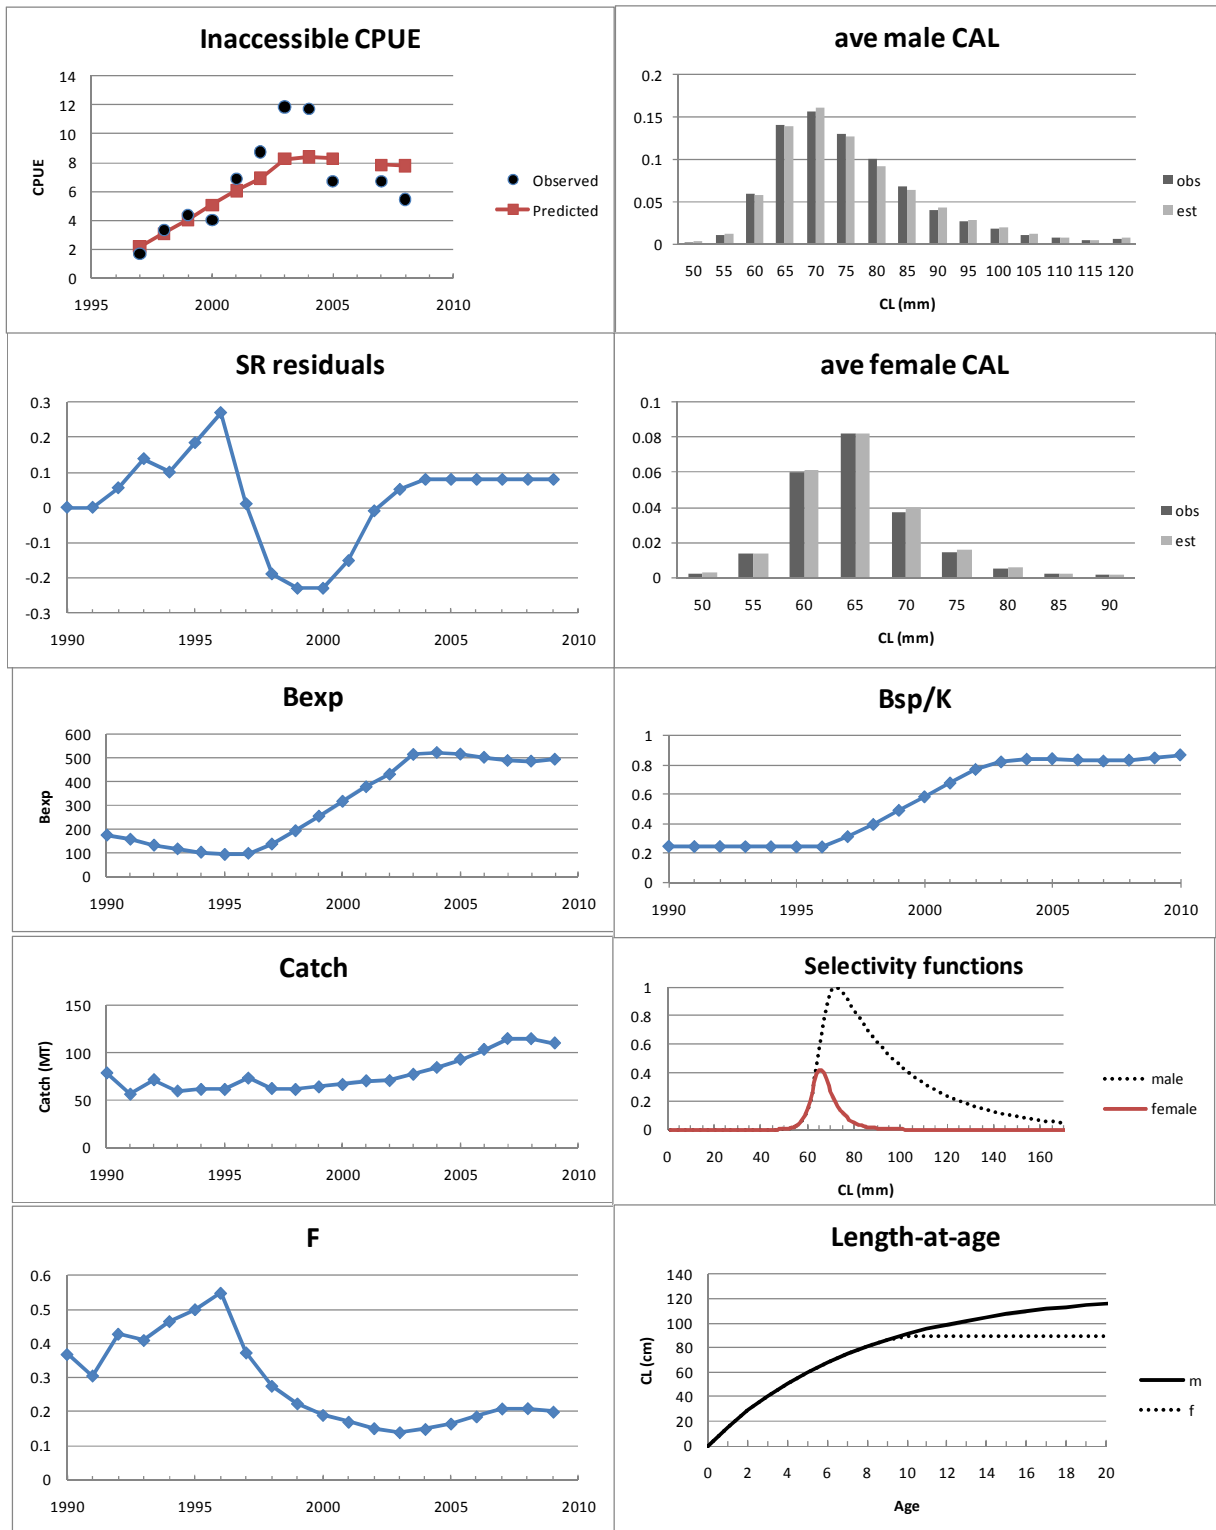 Inaccessible CPUE
14
12
10
8
6
4
2
0
CPUE
1995 2000 2005 2010
Observed
Predicted
ave male CAL
0.2
0.15
0.1
0.05
0
50 55 60 65 70 75 80 85 90 95 100 105 110 115 120
CL (mm)
obs
est
SR residuals
0.3
0.2
0.1
0
-0.1
-0.2
-0.3
1990 1995 2000 2005 2010
ave female CAL
0.1
0.08
0.06
0.04
0.02
0
50 55 60 65 70 75 80 85 90
CL (mm)
obs
est
Bexp
600
500
400
300
200
100
0
Bexp
1990 1995 2000 2005 2010
Bsp/K
1
0.8
0.6
0.4
0.2
0
1990 1995 2000 2005 2010
Catch
150
100
50
0
Catch (MT)
1990 1995 2000 2005 2010
Selectivity functions
1
0.8
0.6
0.4
0.2
0
0 20 40 60 80 100 120 140 160
CL (mm)
male
female
F
0.6
0.5
0.4
0.3
0.2
0.1
0
1990 1995 2000 2005 2010
Length-at-age
140
120
100
80
60
40
20
0
CL (cm)
0 2 4 6 8 10 12 14 16 18 20
Age
m
f